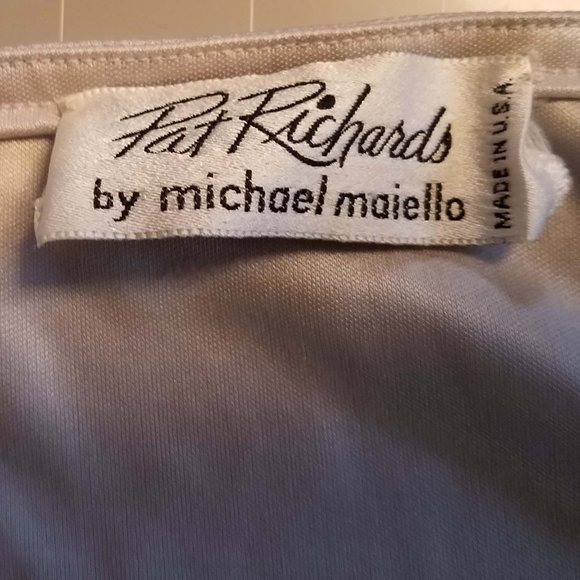 Pat Richards
by michael maiello
MADE IN U.S.A.